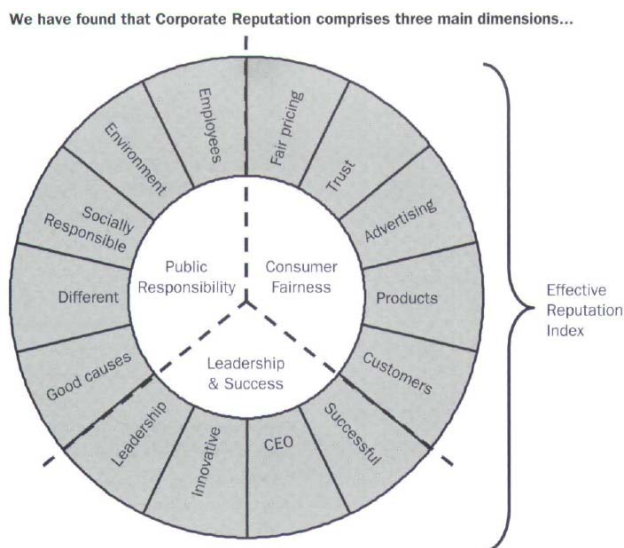 We have found that Corporate Reputation comprises three main dimensions...
Employees
Fair pricing
Environment
Trust
Socially
Responsible
Advertising
Public
Responsibility
Consumer
Fairness
Different
Products
Effective
Reputation
Index
Good causes
Customers
Leadership
& Success
Leadership
Innovative
CEO
Successful